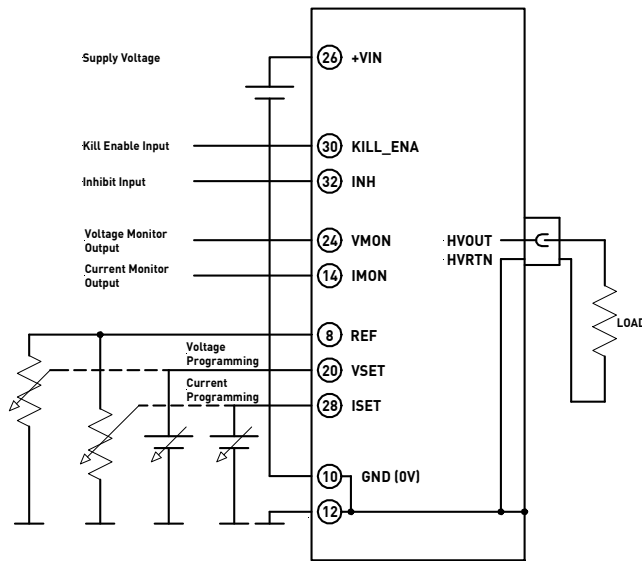 Supply Voltage
26 +VIN
Kill Enable Input
30 KILL_ENA
Inhibit Input
32 INH
Voltage Monitor
Output
24 VMON
HVOUT
Current Monitor
Output
14 IMON
HVRTN
LOAD
8 REF
Voltage
Programming
20 VSET
Current
Programming
28 ISET
10 GND (0V)
12